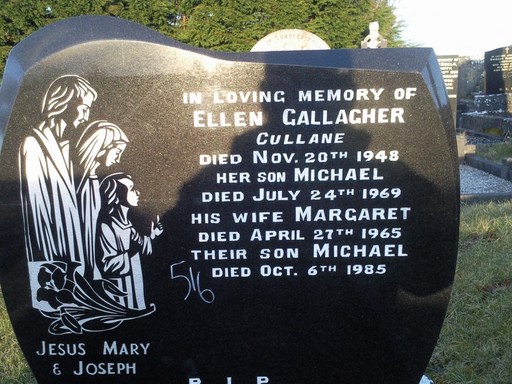 IN LOVING MEMORY OF
ELLEN GALLAGHER
CULLANE
DIED NOV. 20TH 1948
HER SON MICHAEL
DIED JULY 24TH 1969
HIS WIFE MARGARET
DIED APRIL 27TH 1965
THEIR SON MICHAEL
DIED OCT. 6TH 1985
516
JESUS MARY
& JOSEPH
R. I. P.